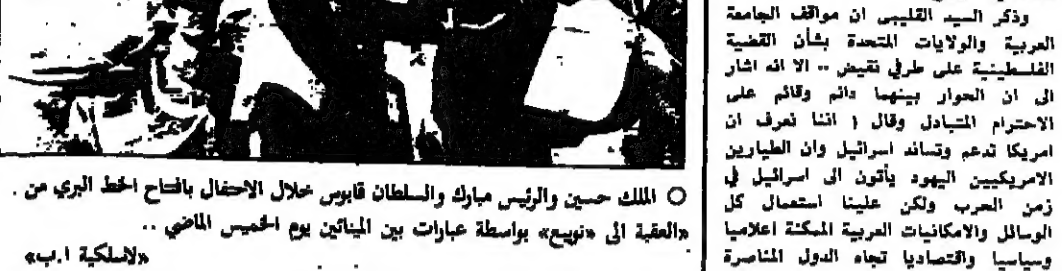 وذكر السيد القليبي ان مواقف الجامعة
العربية والولايات المتحدة بشأن القضية
الفلسطينية على طرفي نقيض .. الا انه اشار
الى ان الحوار بينهما دائم وقائم على
الاحترام المتبادل وقال ( اننا نعرف ان
امريكا تدعم وتساند اسرائيل وان الطيارين
الامريكيين اليهود يأتون الى اسرائيل في
زمن الحرب ولكن علينا استعمال كل
الوسائل والامكانيات العربية الممكنة اعلاميا
وسياسيا واقتصاديا تجاه الدول المناصرة
○ الملك حسين والرئيس مبارك والسلطان قابوس خلال الاحتفال بافتتاح الخط البري من
«العقبة الى «نويبع» بواسطة عبارات بين الميناتين يوم الخميس الماضي ..
«لاسلكية ا.ب»